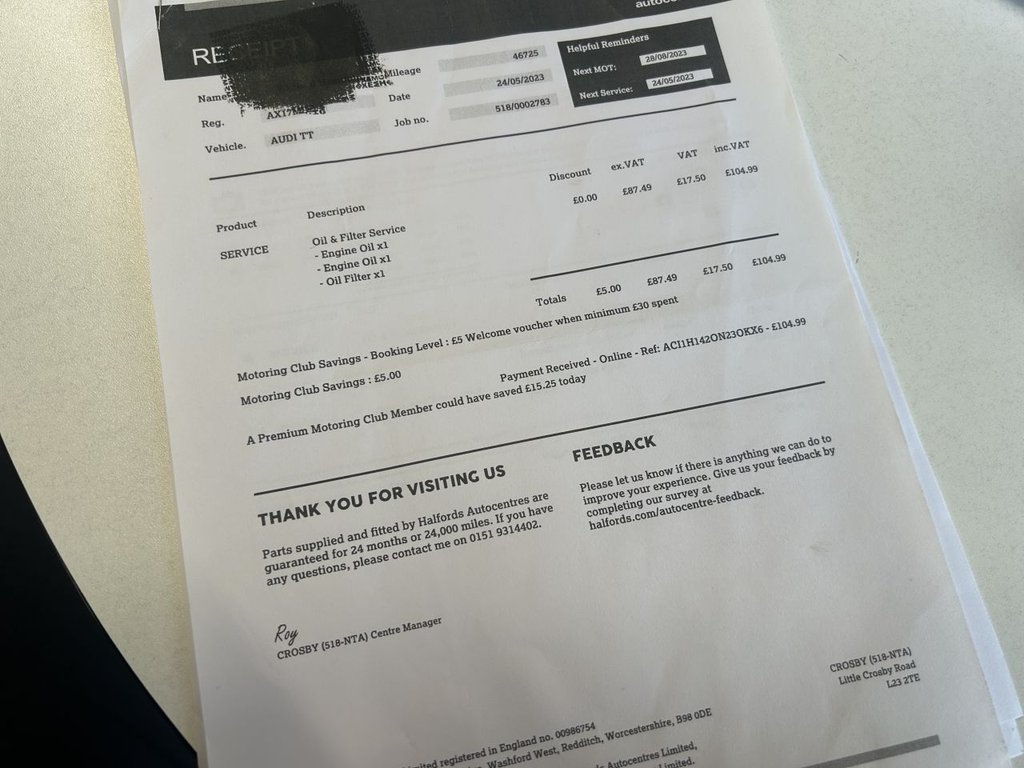 autoce
RECEIPT
Name
Mileage 46725
Reg. Date 24/05/2023
Vehicle. AUDI TT Job no. 518/0002783
Helpful Reminders
Next MOT: 28/08/2023
Next Service: 24/05/2023
Product Description Discount ex.VAT VAT inc.VAT
SERVICE Oil & Filter Service £0.00 £87.49 £17.50 £104.99
- Engine Oil x1
- Engine Oil x1
- Oil Filter x1
Totals £5.00 £87.49 £17.50 £104.99
Motoring Club Savings - Booking Level : £5 Welcome voucher when minimum £30 spent
Motoring Club Savings : £5.00
Payment Received - Online - Ref: ACI1H142ON23OKX6 - £104.99
A Premium Motoring Club Member could have saved £15.25 today
THANK YOU FOR VISITING US
Parts supplied and fitted by Halfords Autocentres are
guaranteed for 24 months or 24,000 miles. If you have
any questions, please contact me on 0151 9314402.
FEEDBACK
Please let us know if there is anything we can do to
improve your experience. Give us your feedback by
completing our survey at
halfords.com/autocentre-feedback.
Roy
CROSBY (518-NTA) Centre Manager
CROSBY (518-NTA)
Little Crosby Road
L23 2TE
registered in England no. 00986754
Washford West, Redditch, Worcestershire, B98 0DE
Autocentres Limited,